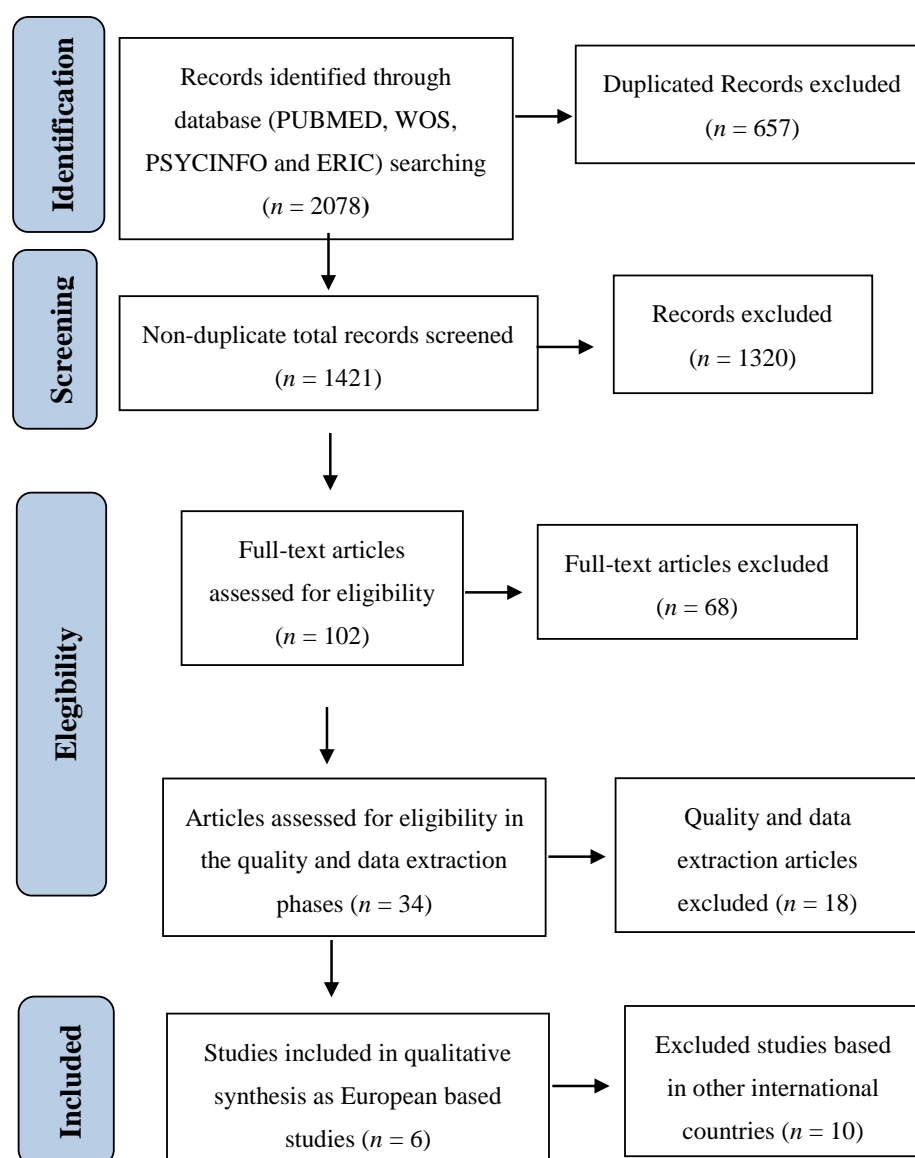 Identification
Records identified through
database (PUBMED, WOS,
PSYCINFO and ERIC) searching
(n = 2078)
Duplicated Records excluded
(n = 657)
Screening
Non-duplicate total records screened
(n = 1421)
Records excluded
(n = 1320)
Elegibility
Full-text articles
assessed for eligibility
(n = 102)
Full-text articles excluded
(n = 68)
Articles assessed for eligibility in
the quality and data extraction
phases (n = 34)
Quality and data
extraction articles
excluded (n = 18)
Included
Studies included in qualitative
synthesis as European based
studies (n = 6)
Excluded studies based
in other international
countries (n = 10)